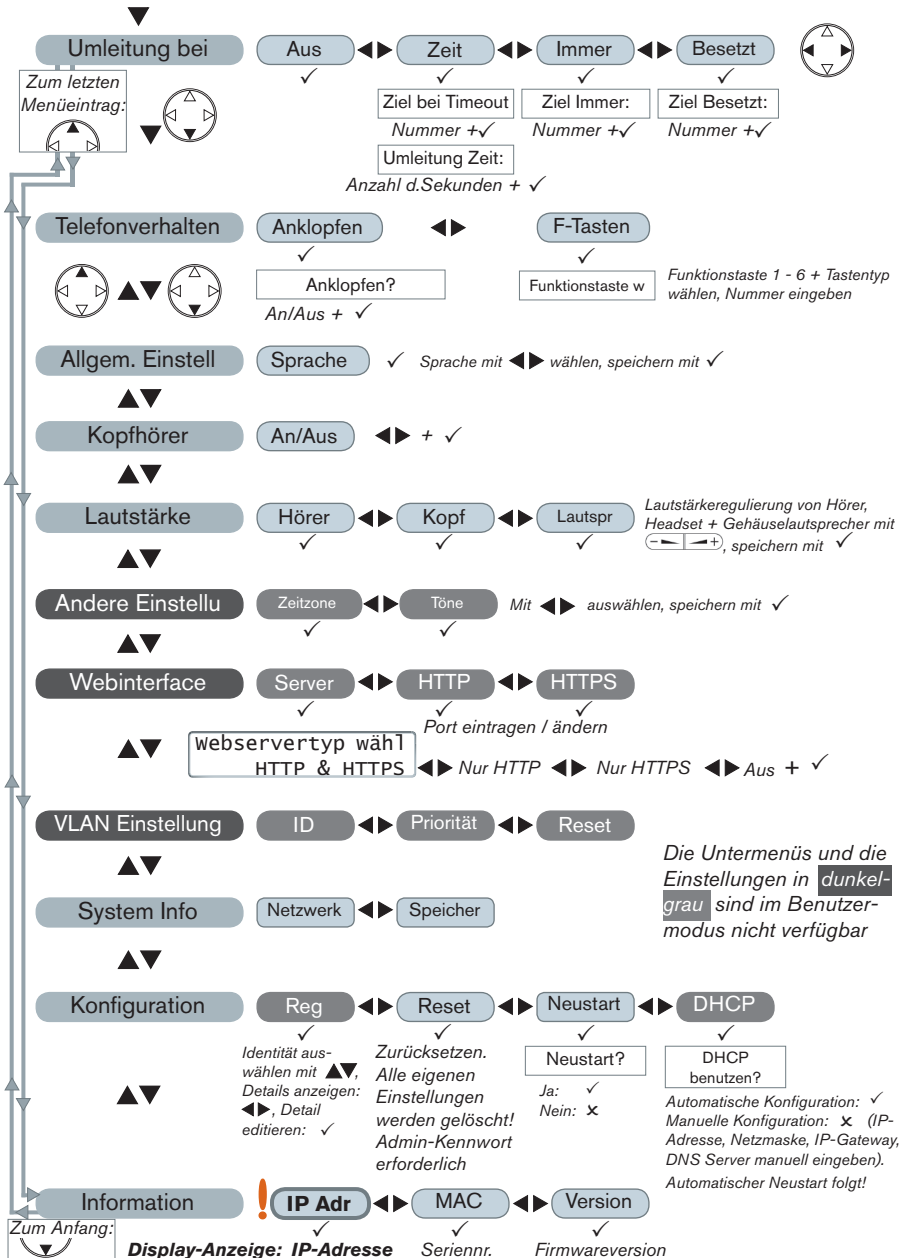 Umleitung bei
Aus
Zeit
Immer
Besetzt
✓ ✓ ✓ ✓
Zum letzten
Menüeintrag:
Ziel bei Timeout
Ziel Immer:
Ziel Besetzt:
Nummer +✓
Nummer +✓
Nummer +✓
Umleitung Zeit:
Anzahl d.Sekunden + ✓
Telefonverhalten
Anklopfen
F-Tasten
✓ ✓
Anklopfen?
Funktionstaste w
Funktionstaste 1 - 6 + Tastentyp
wählen, Nummer eingeben
An/Aus + ✓
Allgem. Einstell
Sprache
✓ Sprache mit ◀▶ wählen, speichern mit ✓
Kopfhörer
An/Aus
◀▶ + ✓
Lautstärke
Hörer
Kopf
Lautspr
✓ ✓ ✓
Lautstärkeregulierung von Hörer,
Headset + Gehäuselautsprecher mit
− +, speichern mit ✓
Andere Einstellu
Zeitzone
Töne
✓ ✓
Mit ◀▶ auswählen, speichern mit ✓
Webinterface
Server
HTTP
HTTPS
✓ ✓ ✓
Port eintragen / ändern
Webservertyp wähl
HTTP & HTTPS
◀▶ Nur HTTP ◀▶ Nur HTTPS ◀▶ Aus + ✓
VLAN Einstellung
ID
Priorität
Reset
Die Untermenüs und die
Einstellungen in dunkel-
grau sind im Benutzer-
modus nicht verfügbar
System Info
Netzwerk
Speicher
Konfiguration
Reg
Reset
Neustart
DHCP
✓ ✓ ✓ ✓
Identität aus-
wählen mit ▲▼,
Details anzeigen:
◀▶, Detail
editieren: ✓
Zurücksetzen.
Alle eigenen
Einstellungen
werden gelöscht!
Admin-Kennwort
erforderlich
Neustart?
Ja: ✓
Nein: ✗
DHCP
benutzen?
Automatische Konfiguration: ✓
Manuelle Konfiguration: ✗ (IP-
Adresse, Netzmaske, IP-Gateway,
DNS Server manuell eingeben).
Automatischer Neustart folgt!
Information
!
IP Adr
MAC
Version
✓ ✓ ✓
Zum Anfang:
Display-Anzeige: IP-Adresse
Seriennr.
Firmwareversion